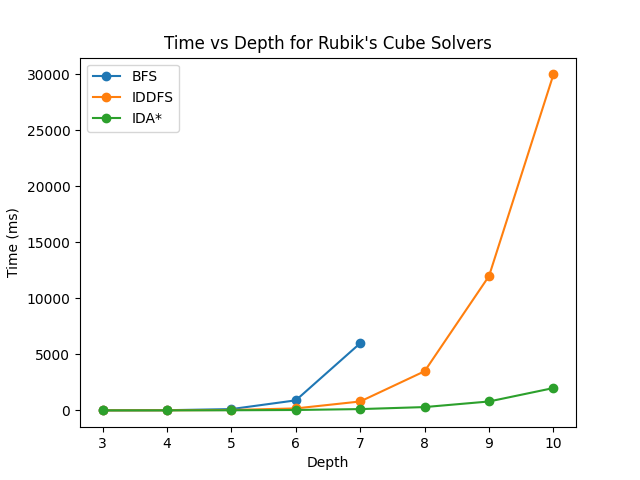 Time vs Depth for Rubik's Cube Solvers
BFS
IDDFS
IDA*
30000
25000
20000
15000
10000
5000
0
Time (ms)
3 4 5 6 7 8 9 10
Depth